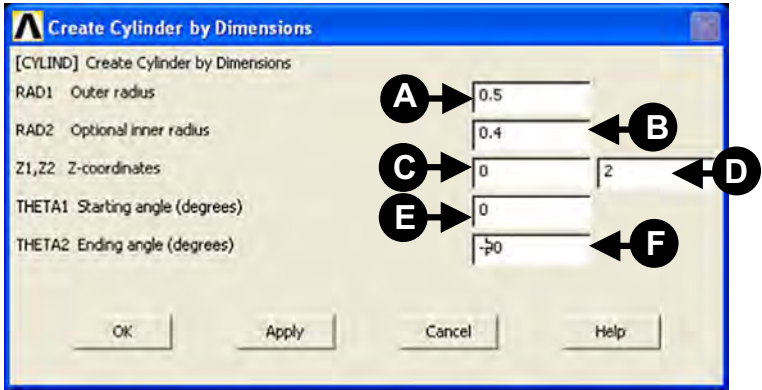 Create Cylinder by Dimensions
[CYLIND] Create Cylinder by Dimensions
RAD1 Outer radius A 0.5
RAD2 Optional inner radius 0.4 B
Z1,Z2 Z-coordinates C 0 2 D
THETA1 Starting angle (degrees) E 0
THETA2 Ending angle (degrees) F
OK Apply Cancel Help